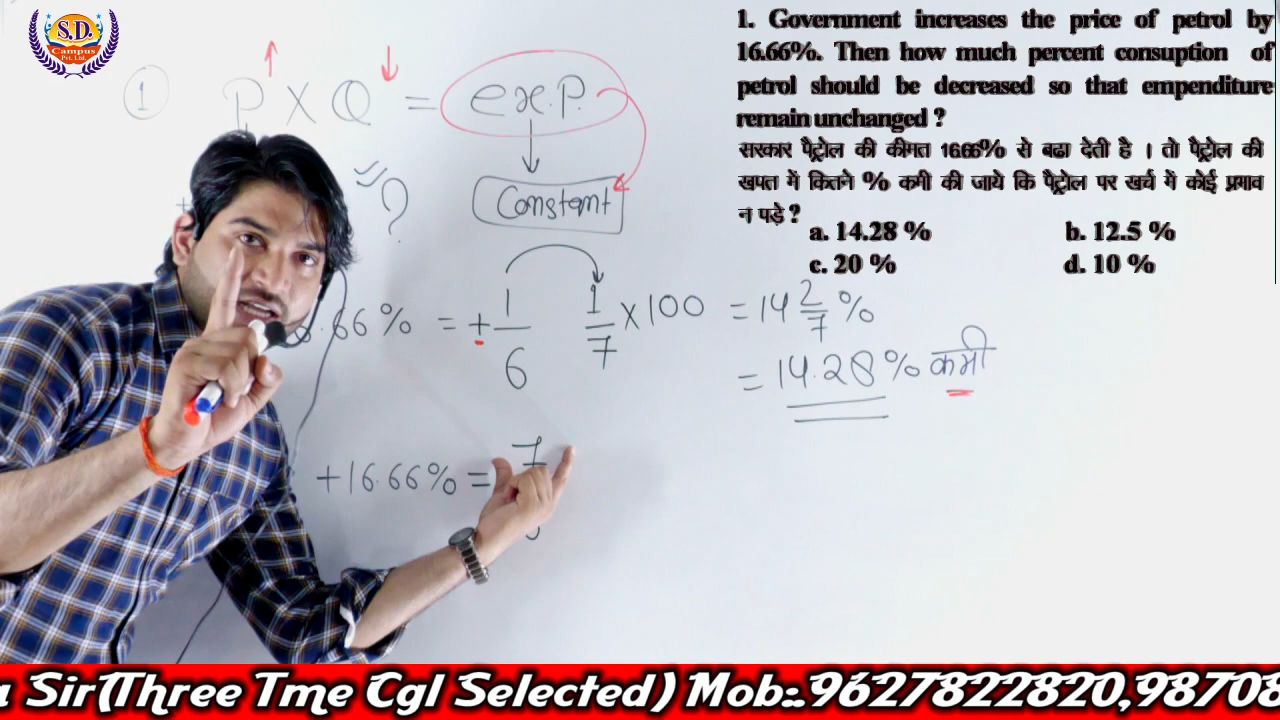 S.D.
Campus
Pvt. Ltd.
1. Government increases the price of petrol by
16.66%. Then how much percent consuption of
petrol should be decreased so that empenditure
remain unchanged ?
सरकार पैट्रोल की कीमत 16.66% से बढा देती है । तो पैट्रोल की
खपत में कितने % कमी की जाये कि पैट्रोल पर खर्च में कोई प्रभाव
न पड़े ?
a. 14.28 % b. 12.5 %
c. 20 % d. 10 %
1 P × Q = exp.
?
Constant
.66% = + 1/6 1/7 × 100 = 14 2/7 %
= 14.28% कमी
+16.66% = 7
Sir(Three Tme Cgl Selected) Mob:.9627822820,98708